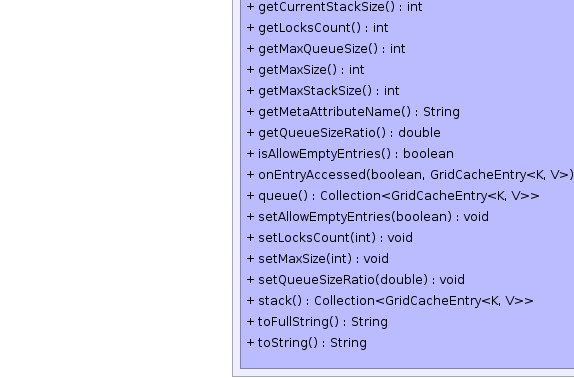 + getCurrentStackSize() : int
+ getLocksCount() : int
+ getMaxQueueSize() : int
+ getMaxSize() : int
+ getMaxStackSize() : int
+ getMetaAttributeName() : String
+ getQueueSizeRatio() : double
+ isAllowEmptyEntries() : boolean
+ onEntryAccessed(boolean, GridCacheEntry<K, V>)
+ queue() : Collection<GridCacheEntry<K, V>>
+ setAllowEmptyEntries(boolean) : void
+ setLocksCount(int) : void
+ setMaxSize(int) : void
+ setQueueSizeRatio(double) : void
+ stack() : Collection<GridCacheEntry<K, V>>
+ toFullString() : String
+ toString() : String